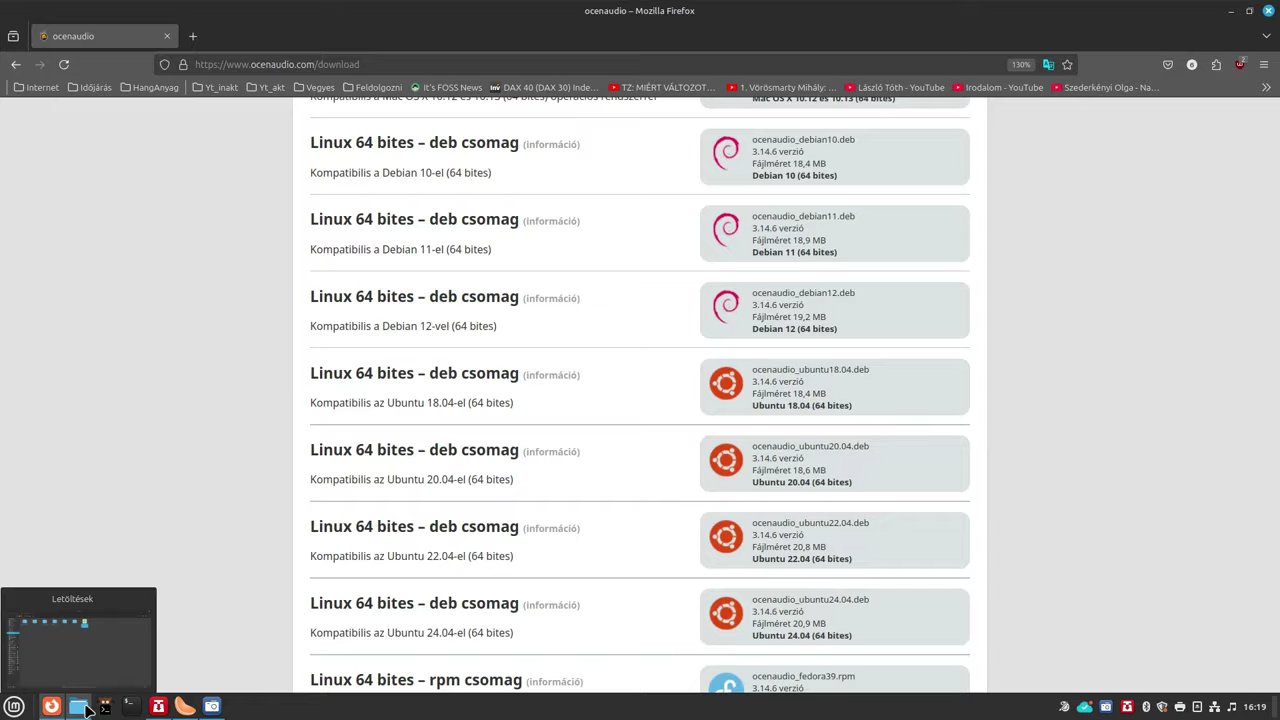 ocenaudio – Mozilla Firefox
ocenaudio
https://www.ocenaudio.com/download
130%
Internet
Időjárás
HangAnyag
Yt_inakt
Yt_akt
Vegyes
Feldolgozni
It's FOSS News
DAX 40 (DAX 30) Inde…
TZ: MIÉRT VÁLTOZOT…
1. Vörösmarty Mihály: …
László Tóth - YouTube
Irodalom - YouTube
Szederkényi Olga - Na…
Kompatibilis a Mac OS X 10.12 és 10.13 (64 bites) operációs rendszerrel
Mac OS X 10.12 és 10.13 (64 bites)
Linux 64 bites – deb csomag (információ)
Kompatibilis a Debian 10-el (64 bites)
ocenaudio_debian10.deb
3.14.6 verzió
Fájlméret 18,4 MB
Debian 10 (64 bites)
Linux 64 bites – deb csomag (információ)
Kompatibilis a Debian 11-el (64 bites)
ocenaudio_debian11.deb
3.14.6 verzió
Fájlméret 18,9 MB
Debian 11 (64 bites)
Linux 64 bites – deb csomag (információ)
Kompatibilis a Debian 12-vel (64 bites)
ocenaudio_debian12.deb
3.14.6 verzió
Fájlméret 19,2 MB
Debian 12 (64 bites)
Linux 64 bites – deb csomag (információ)
Kompatibilis az Ubuntu 18.04-el (64 bites)
ocenaudio_ubuntu18.04.deb
3.14.6 verzió
Fájlméret 18,4 MB
Ubuntu 18.04 (64 bites)
Linux 64 bites – deb csomag (információ)
Kompatibilis az Ubuntu 20.04-el (64 bites)
ocenaudio_ubuntu20.04.deb
3.14.6 verzió
Fájlméret 18,6 MB
Ubuntu 20.04 (64 bites)
Linux 64 bites – deb csomag (információ)
Kompatibilis az Ubuntu 22.04-el (64 bites)
ocenaudio_ubuntu22.04.deb
3.14.6 verzió
Fájlméret 20,8 MB
Ubuntu 22.04 (64 bites)
Linux 64 bites – deb csomag (információ)
Kompatibilis az Ubuntu 24.04-el (64 bites)
ocenaudio_ubuntu24.04.deb
3.14.6 verzió
Fájlméret 20,9 MB
Ubuntu 24.04 (64 bites)
Linux 64 bites – rpm csomag (információ)
ocenaudio_fedora39.rpm
3.14.6 verzió
Letöltések
16:19